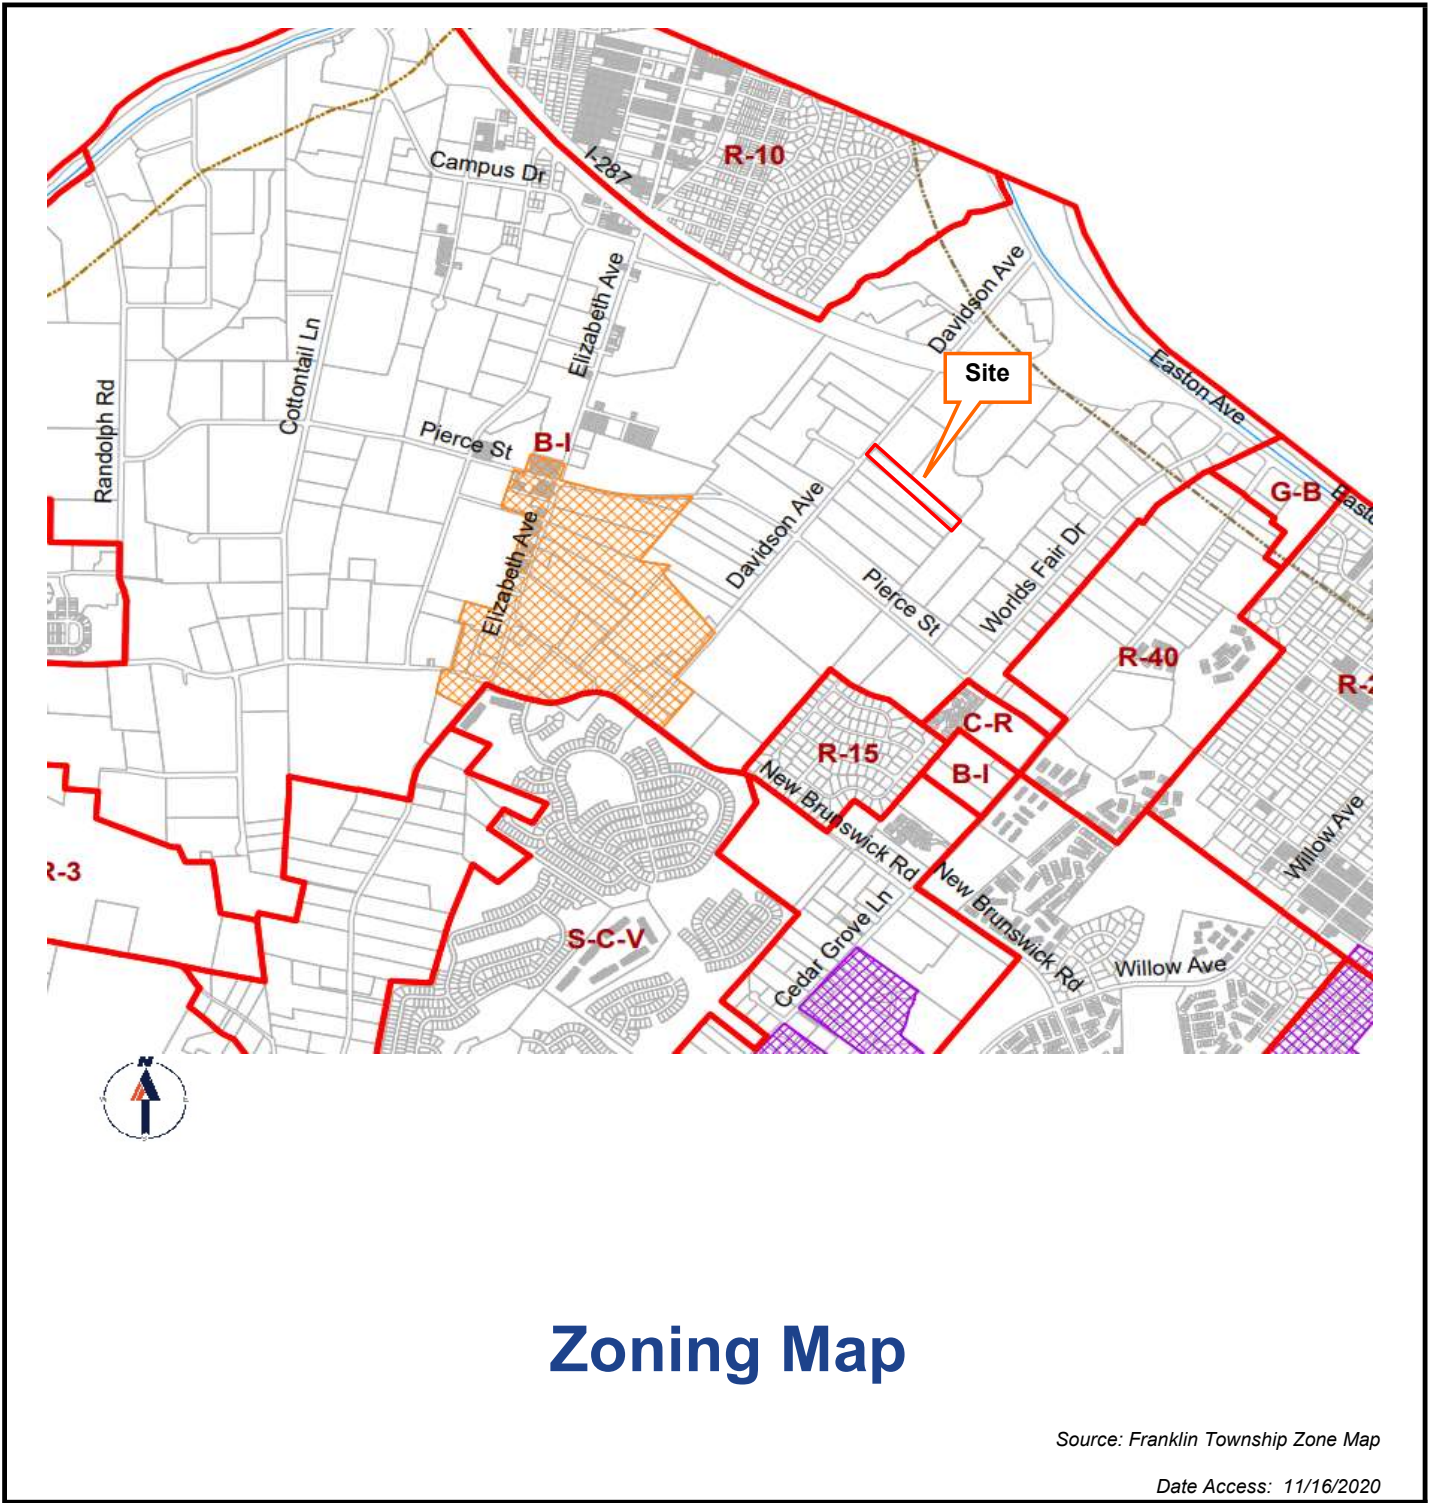 R-10
I-287
Campus Dr
Elizabeth Ave
Davidson Ave
Easton Ave
Site
Cottontail Ln
Randolph Rd
Pierce St
B-I
G-B
Elizabeth Ave
Davidson Ave
Pierce St
Worlds Fair Dr
R-40
C-R
R-15
B-I
New Brunswick Rd
Willow Ave
New Brunswick Rd
Cedar Grove Ln
S-C-V
Willow Ave
N
Zoning Map
Source: Franklin Township Zone Map
Date Access: 11/16/2020